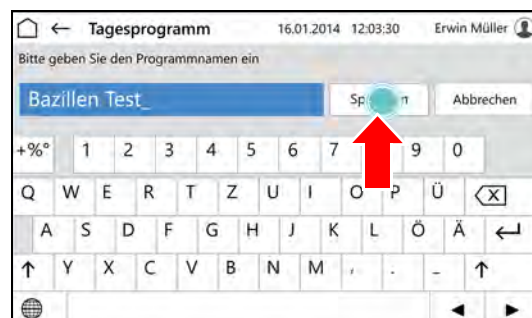 Tagesprogramm 16.01.2014 12:03:30 Erwin Müller
Bitte geben Sie den Programmnamen ein
Bazillen Test_ Abbrechen
+%° 1 2 3 4 5 6 7 9 0
Q W E R T Z U I O P Ü X
A S D F G H J K L Ö Ä
Y X C V B N M , . -